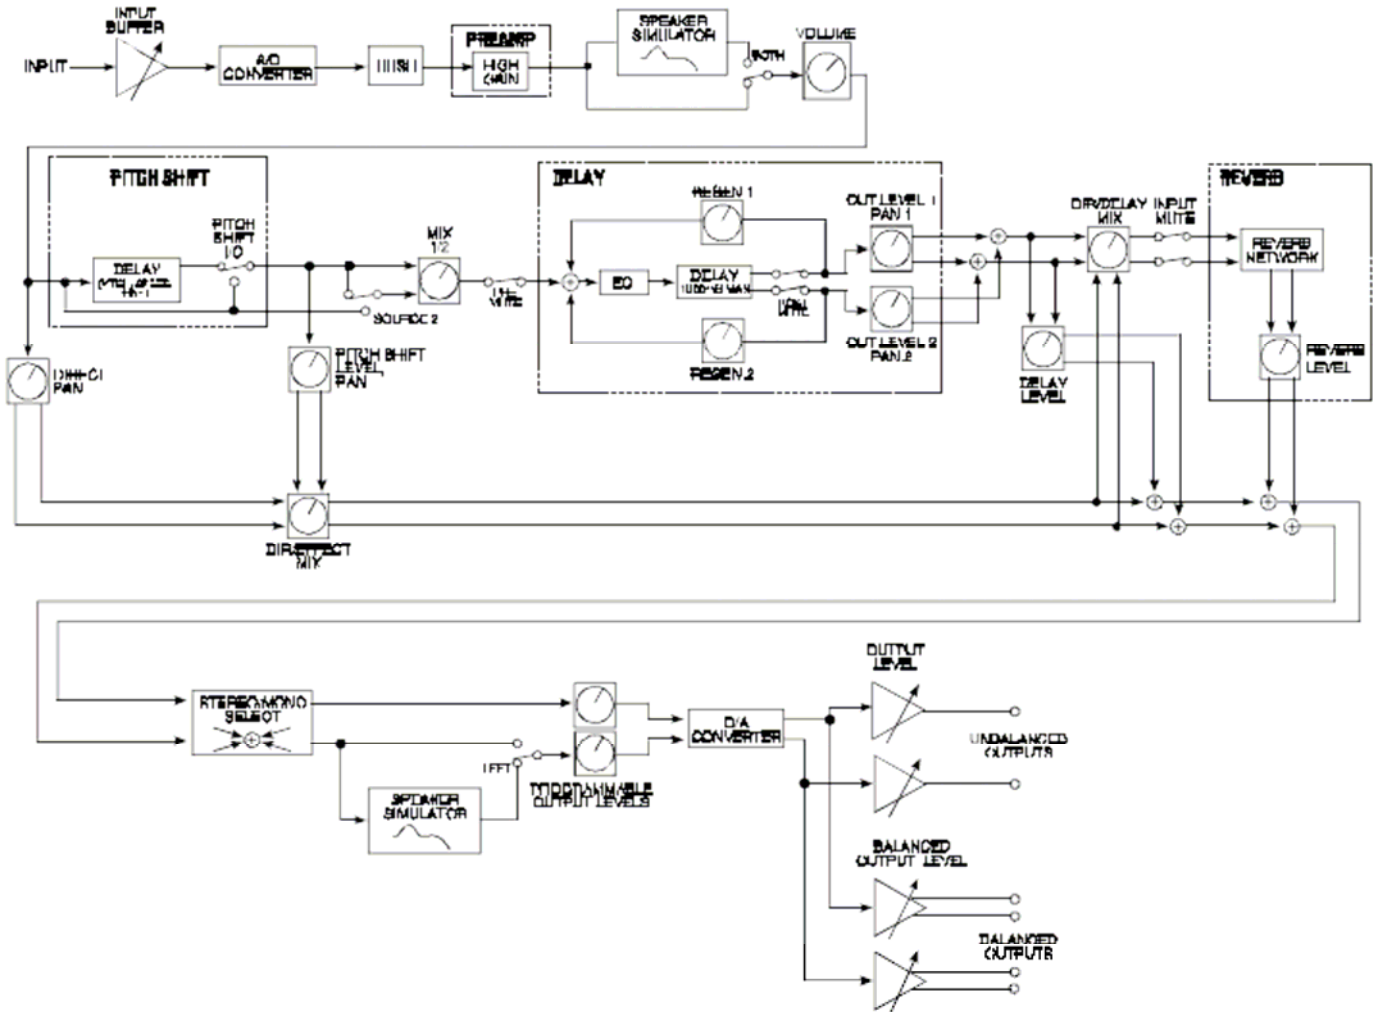 INPUT
BUFFER
INPUT
A/D
CONVERTER
HUSH
PREAMP
HIGH
GAIN
SPEAKER
SIMULATOR
BOTH
VOLUME
PITCH SHIFT
PITCH
SHIFT
I/O
DELAY
MIX
1/2
SOURCE 2
MUTE
DELAY
REGEN 1
EQ
DELAY
REGEN 2
OUT LEVEL 1
PAN 1
OUT LEVEL 2
PAN 2
DIR/DELAY
MIX
INPUT
MUTE
REVERB
REVERB
NETWORK
REVERB
LEVEL
DELAY
LEVEL
DIRECT
PAN
PITCH SHIFT
LEVEL,
PAN
DIR/EFFECT
MIX
STEREO/MONO
SELECT
LEFT
SPEAKER
SIMULATOR
PROGRAMMABLE
OUTPUT LEVELS
D/A
CONVERTER
OUTPUT
LEVEL
UNBALANCED
OUTPUTS
BALANCED
OUTPUT LEVEL
BALANCED
OUTPUTS